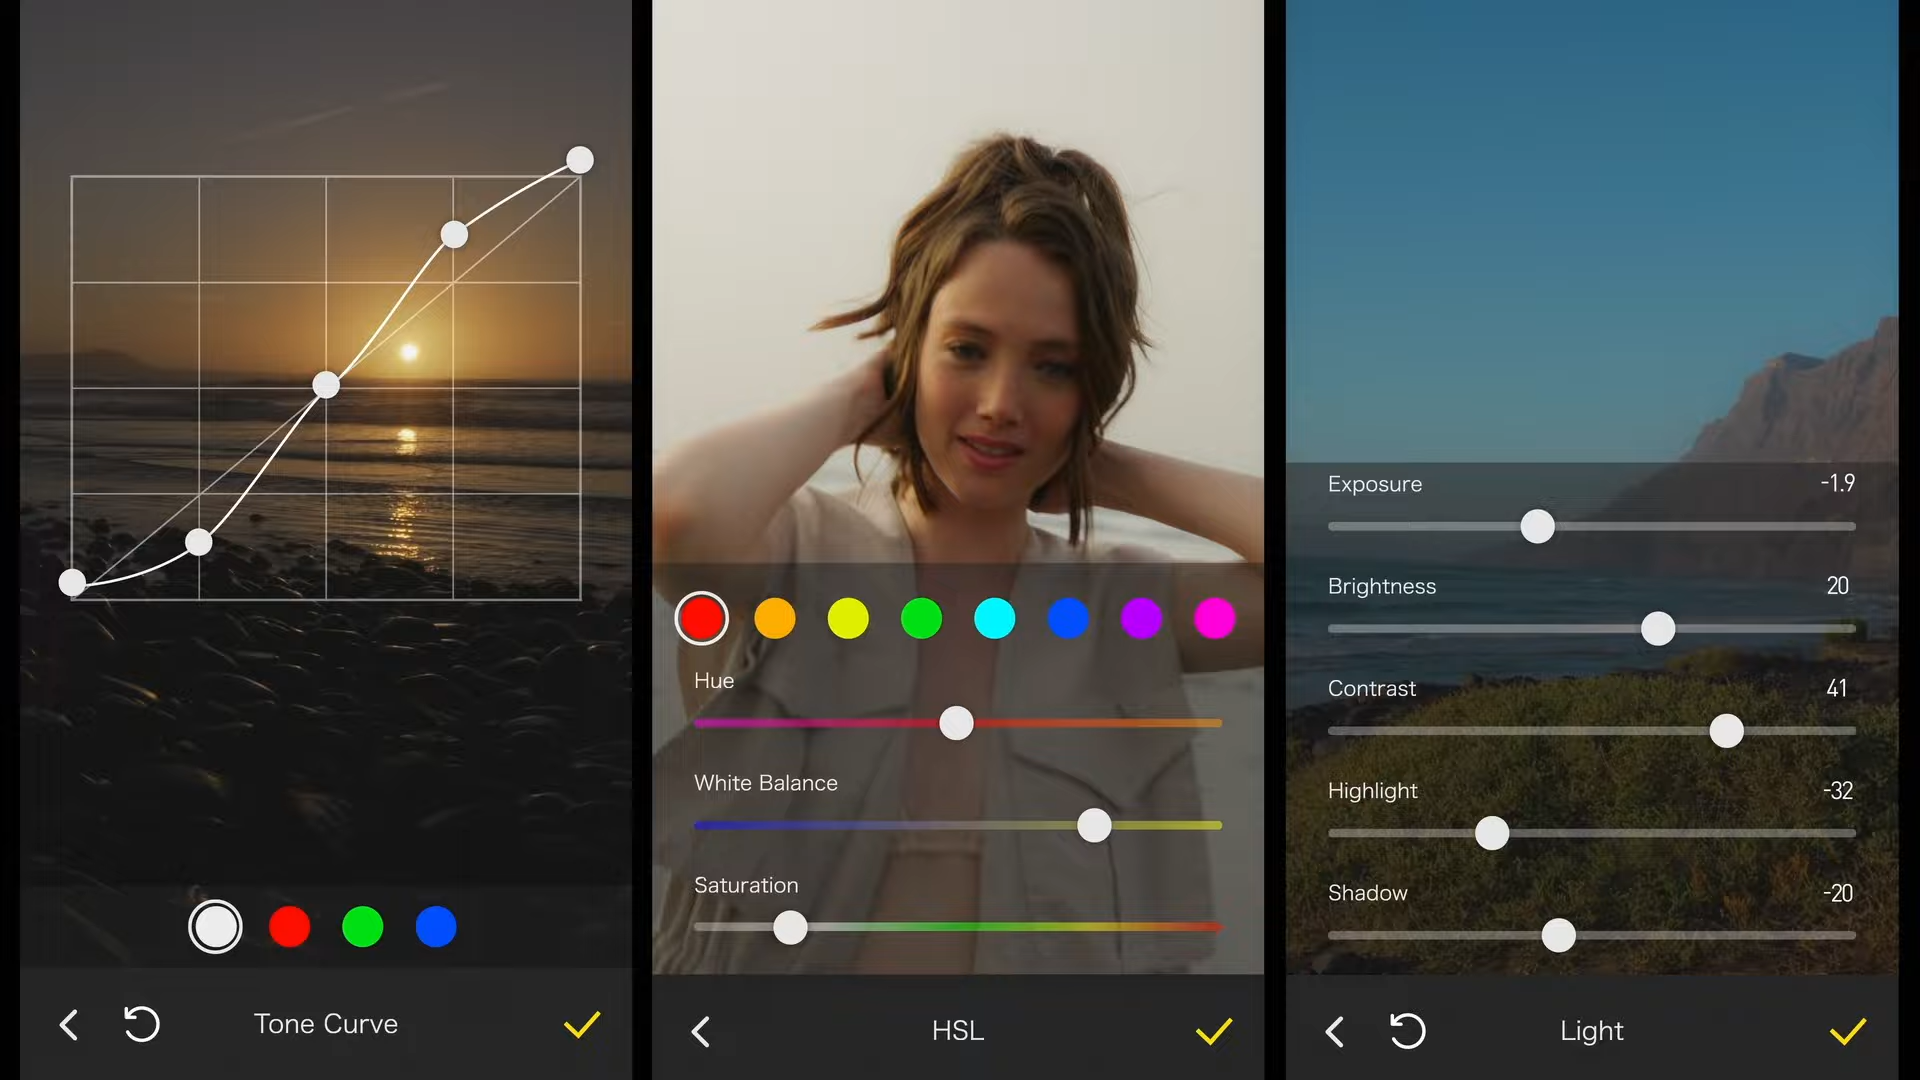 Tone Curve
Hue
White Balance
Saturation
HSL
Exposure -1.9
Brightness 20
Contrast 41
Highlight -32
Shadow -20
Light